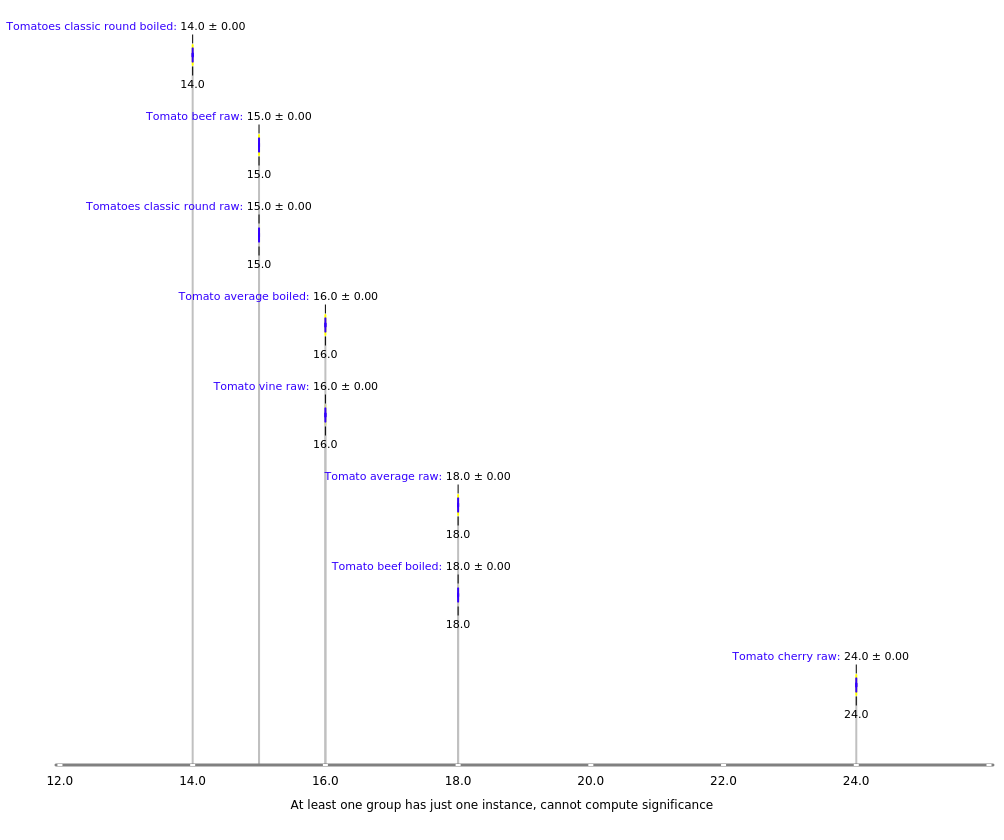 Tomatoes classic round boiled: 14.0 ± 0.00
14.0
Tomato beef raw: 15.0 ± 0.00
15.0
Tomatoes classic round raw: 15.0 ± 0.00
15.0
Tomato average boiled: 16.0 ± 0.00
16.0
Tomato vine raw: 16.0 ± 0.00
16.0
Tomato average raw: 18.0 ± 0.00
18.0
Tomato beef boiled: 18.0 ± 0.00
18.0
Tomato cherry raw: 24.0 ± 0.00
24.0
12.0 14.0 16.0 18.0 20.0 22.0 24.0
At least one group has just one instance, cannot compute significance